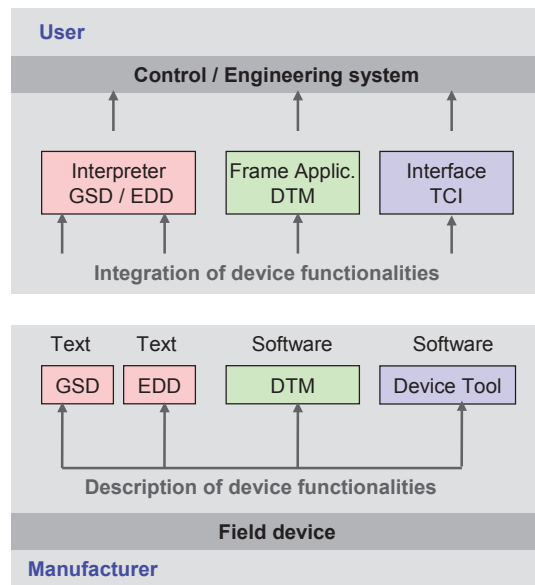 User
Control / Engineering system
Interpreter
GSD / EDD
Frame Applic.
DTM
Interface
TCI
Integration of device functionalities
Text
Text
Software
Software
GSD
EDD
DTM
Device Tool
Description of device functionalities
Field device
Manufacturer